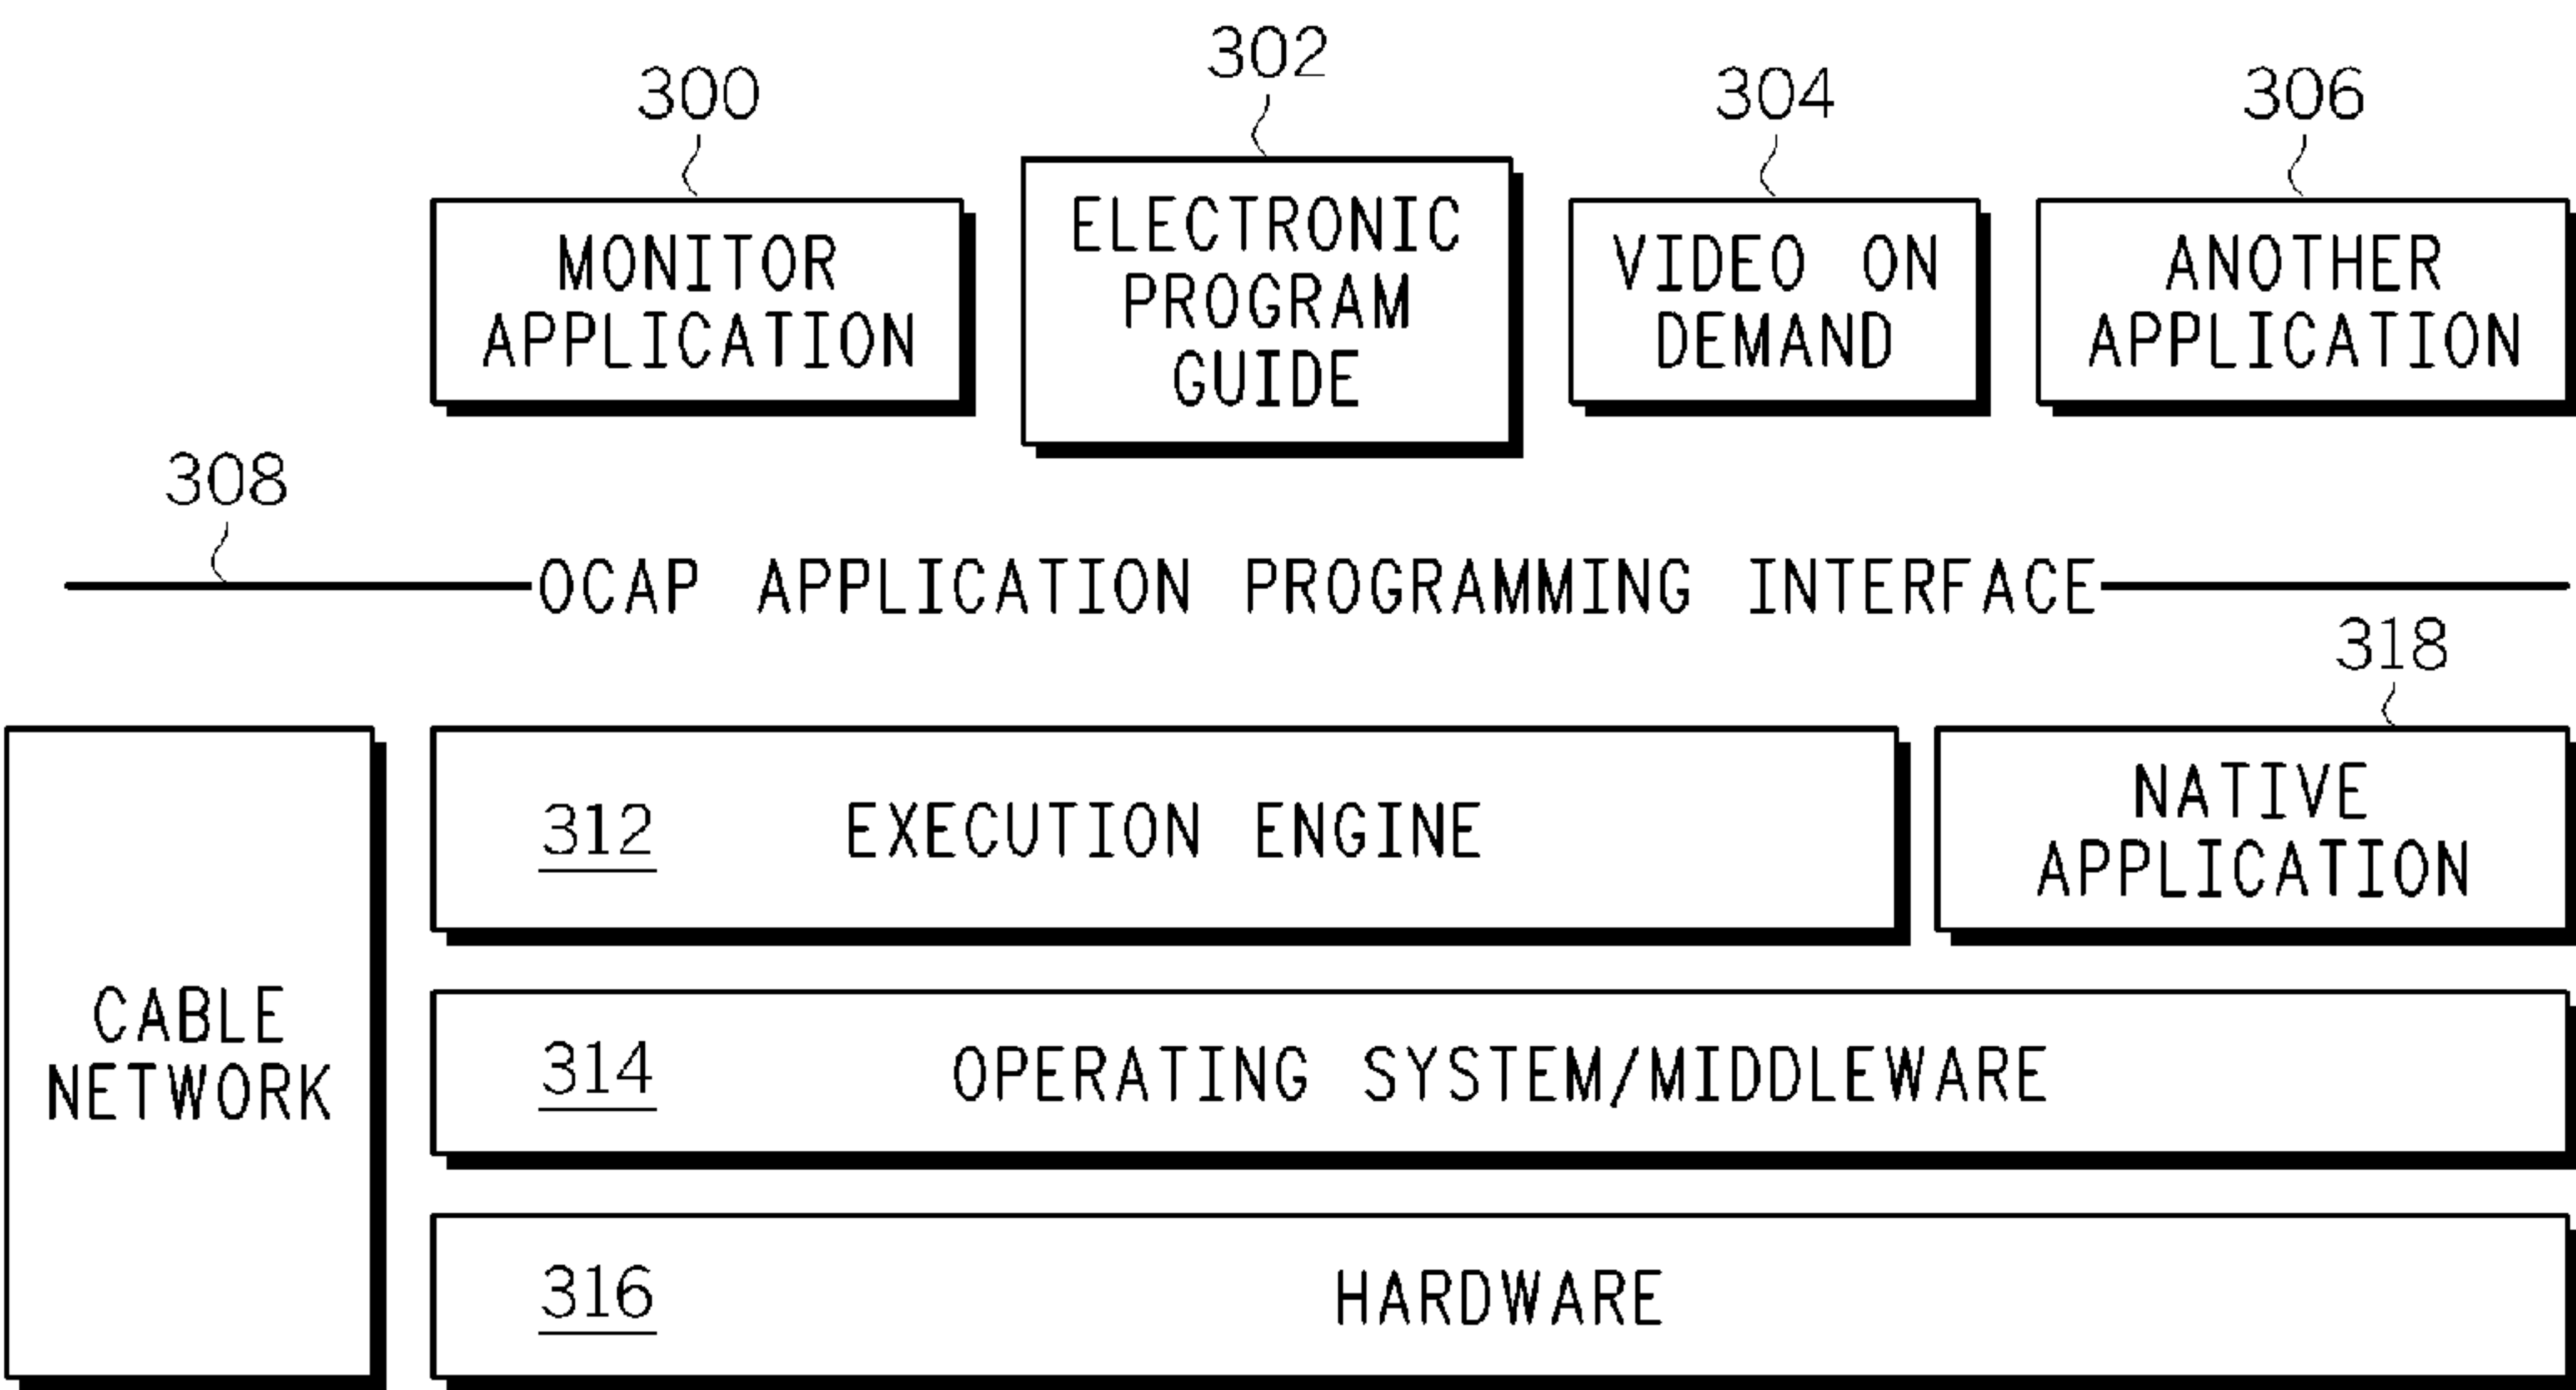 300
302
304
306
MONITOR
APPLICATION
ELECTRONIC
PROGRAM
GUIDE
VIDEO ON
DEMAND
ANOTHER
APPLICATION
308
OCAP APPLICATION PROGRAMMING INTERFACE
318
CABLE
NETWORK
312 EXECUTION ENGINE
NATIVE
APPLICATION
314 OPERATING SYSTEM/MIDDLEWARE
316 HARDWARE